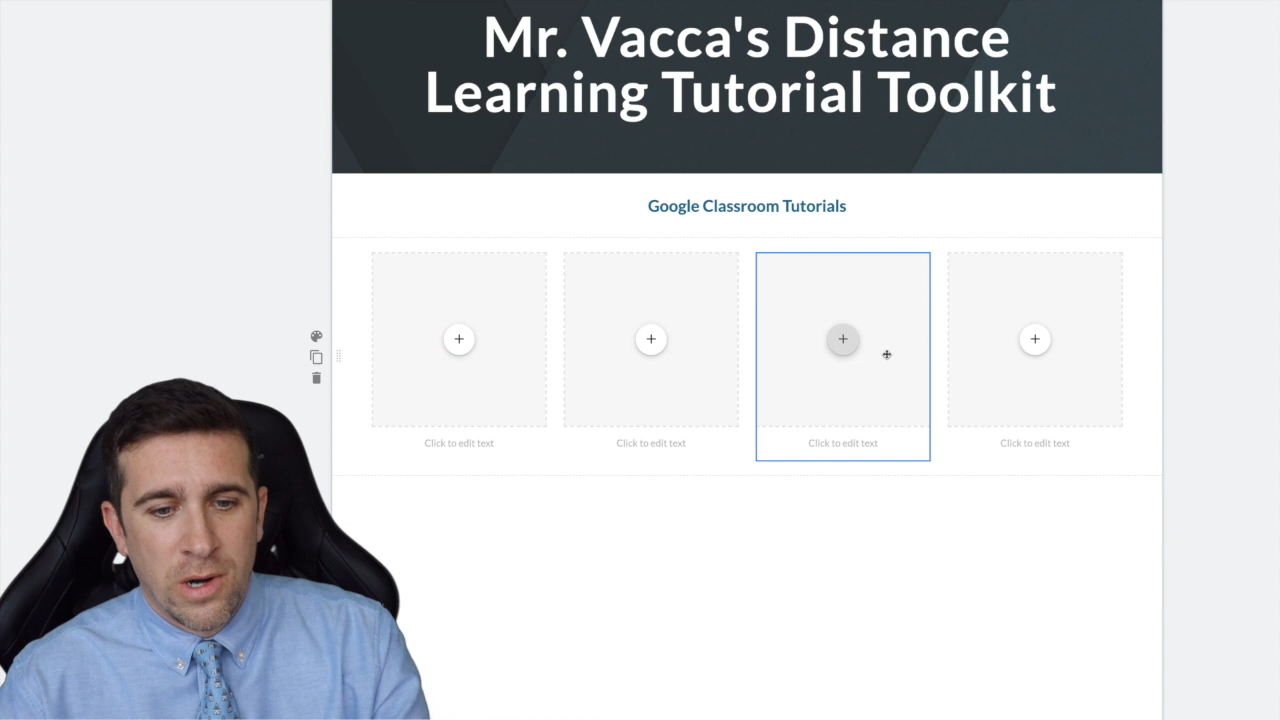 Mr. Vacca's Distance
Learning Tutorial Toolkit
Google Classroom Tutorials
Click to edit text
Click to edit text
Click to edit text
Click to edit text